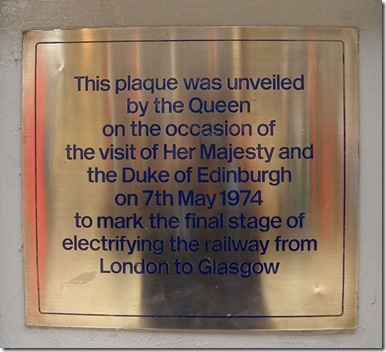 This plaque was unveiled
by the Queen
on the occasion of
the visit of Her Majesty and
the Duke of Edinburgh
on 7th May 1974
to mark the final stage of
electrifying the railway from
London to Glasgow